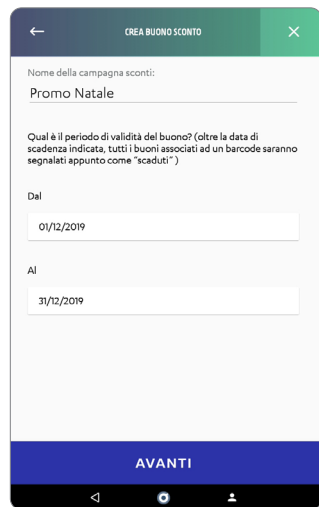 CREA BUONO SCONTO
Nome della campagna sconti:
Promo Natale
Qual è il periodo di validità del buono? (oltre la data di
scadenza indicata, tutti i buoni associati ad un barcode saranno
segnalati appunto come "scaduti" )
Dal
01/12/2019
Al
31/12/2019
AVANTI